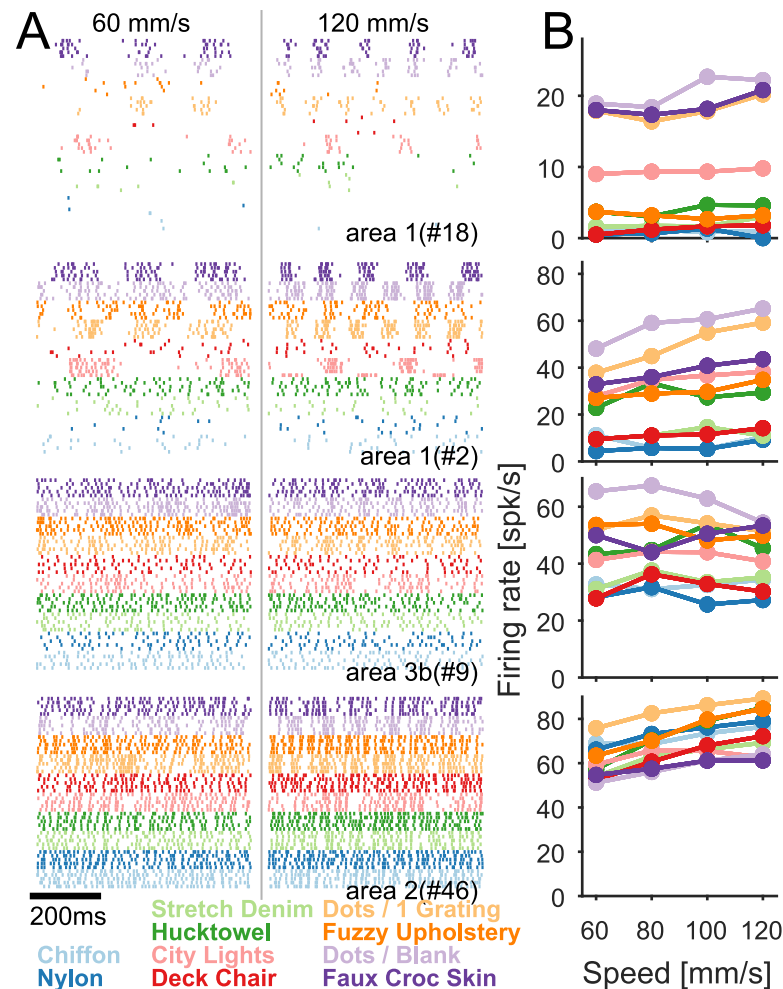 A
60 mm/s
120 mm/s
B
area 1(#18)
area 1(#2)
area 3b(#9)
area 2(#46)
200ms
Stretch Denim
Dots / 1 Grating
Hucktowel
Fuzzy Upholstery
Chiffon
City Lights
Dots / Blank
Nylon
Deck Chair
Faux Croc Skin
Firing rate [spk/s]
20
10
0
80
60
40
20
0
60
40
20
0
80
60
40
20
0
60
80
100
120
Speed [mm/s]